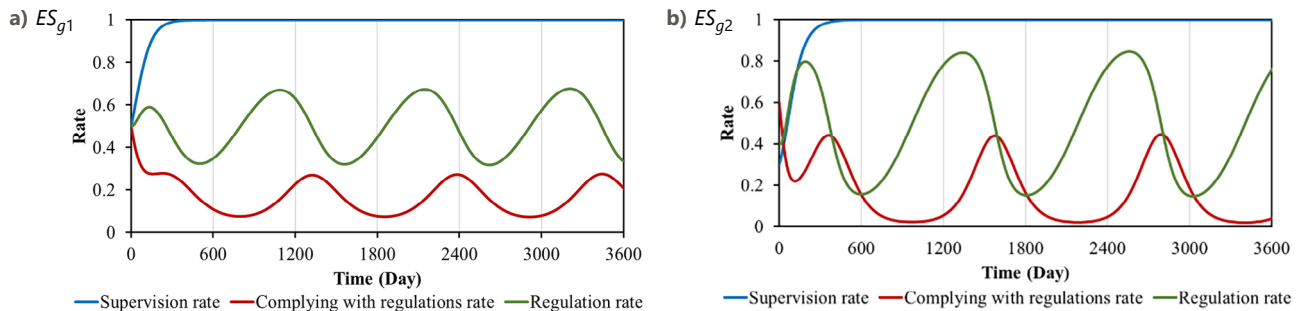 a) ES_g1
1
0.8
0.6
0.4
0.2
0
Rate
0 600 1200 1800 2400 3000 3600
Time (Day)
Supervision rate Complying with regulations rate Regulation rate
b) ES_g2
1
0.8
0.6
0.4
0.2
0
Rate
0 600 1200 1800 2400 3000 3600
Time (Day)
Supervision rate Complying with regulations rate Regulation rate